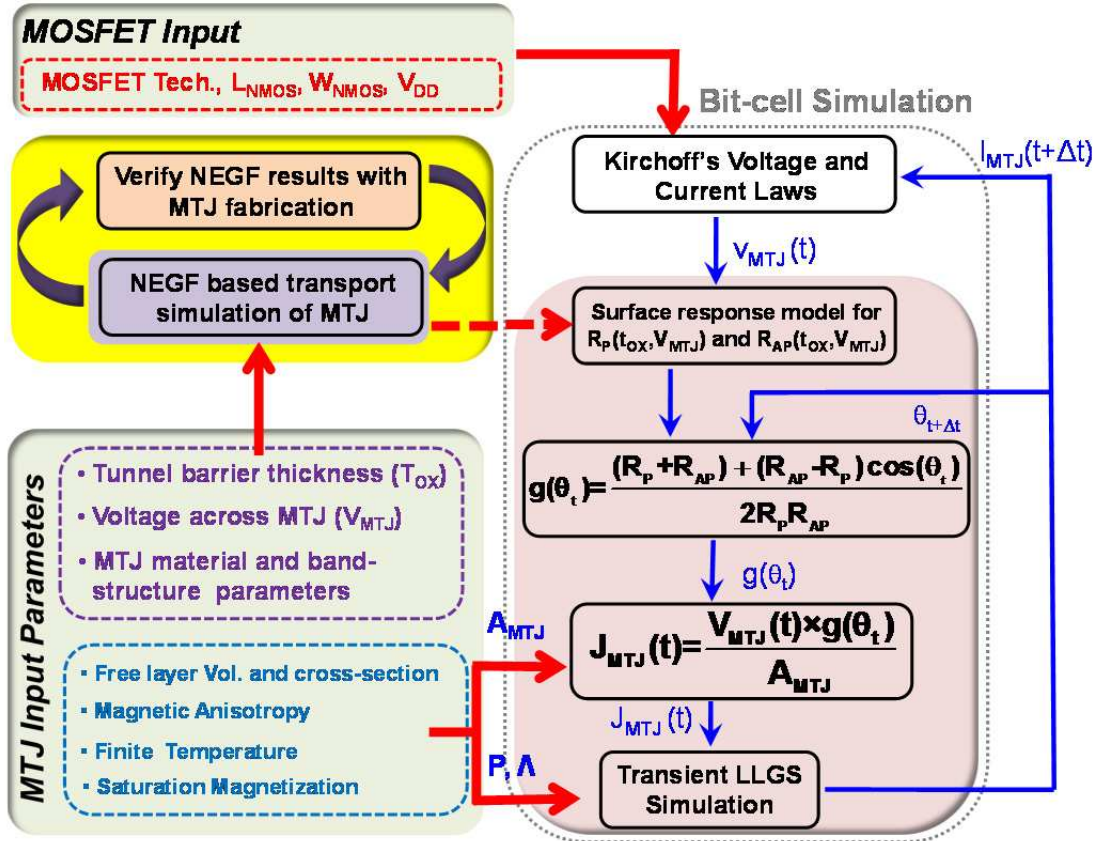 MOSFET Input
MOSFET Tech., L_NMOS, W_NMOS, V_DD
Bit-cell Simulation
Verify NEGF results with
MTJ fabrication
NEGF based transport
simulation of MTJ
Kirchoff's Voltage and
Current Laws
I_MTJ(t+Δt)
v_MTJ(t)
Surface response model for
R_P(t_OX,V_MTJ) and R_AP(t_OX,V_MTJ)
θ_t+Δt
g(θ_t)=
(R_P+R_AP)+(R_AP-R_P)cos(θ_t)
2R_PR_AP
g(θ_t)
MTJ Input Parameters
• Tunnel barrier thickness (T_OX)
• Voltage across MTJ (V_MTJ)
• MTJ material and band-
structure parameters
• Free layer Vol. and cross-section
• Magnetic Anisotropy
• Finite Temperature
• Saturation Magnetization
A_MTJ
J_MTJ(t)=
V_MTJ(t)×g(θ_t)
A_MTJ
J_MTJ(t)
P, Λ
Transient LLGS
Simulation